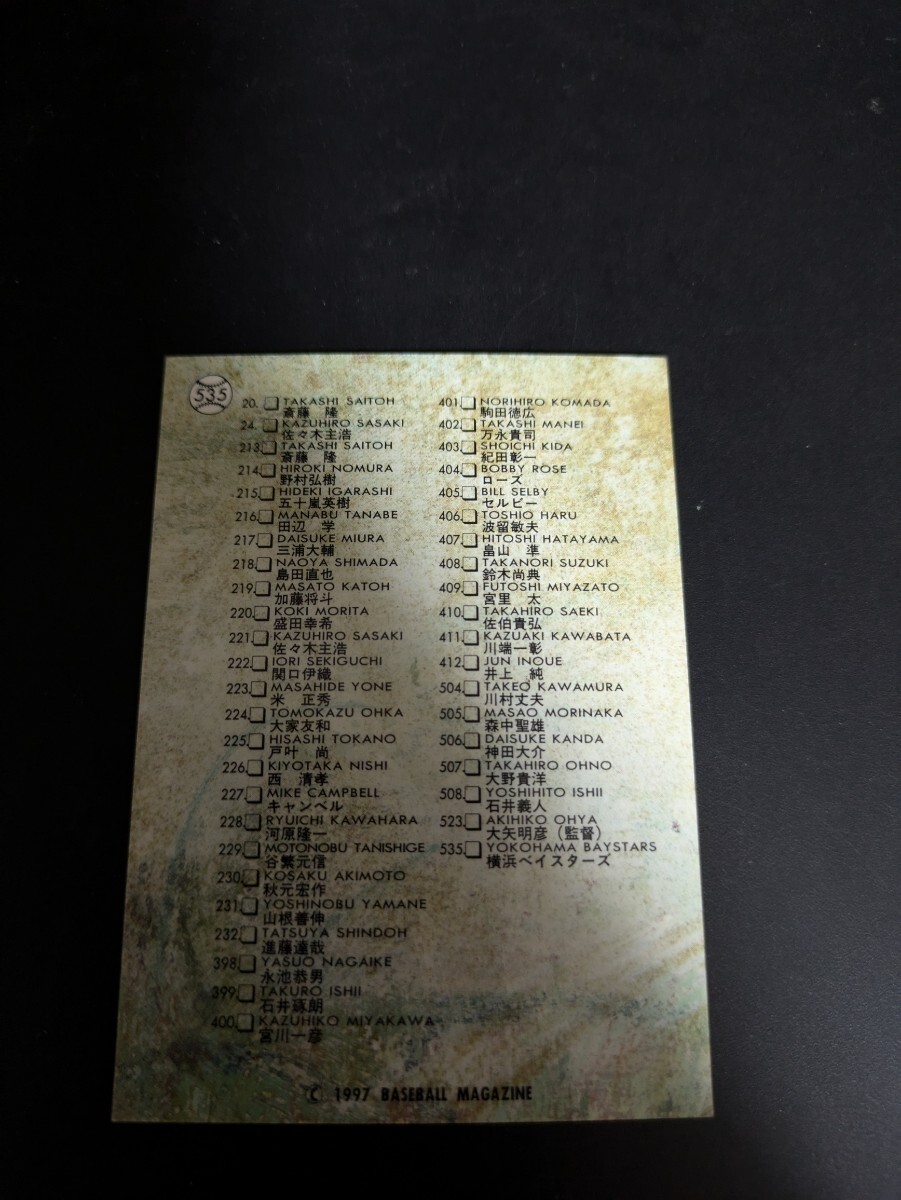 535
20. TAKASHI SAITOH
斎藤 隆
24. KAZUHIRO SASAKI
佐々木主浩
213. TAKASHI SAITOH
斎藤 隆
214. HIROKI NOMURA
野村弘樹
215. HIDEKI IGARASHI
五十嵐英樹
216. MANABU TANABE
田辺 学
217. DAISUKE MIURA
三浦大輔
218. NAOYA SHIMADA
島田直也
219. MASATO KATOH
加藤将斗
220. KOKI MORITA
盛田幸希
221. KAZUHIRO SASAKI
佐々木主浩
222. IORI SEKIGUCHI
関口伊織
223. MASAHIDE YONE
米 正秀
224. TOMOKAZU OHKA
大家友和
225. HISASHI TOKANO
戸叶 尚
226. KIYOTAKA NISHI
西 清孝
227. MIKE CAMPBELL
キャンベル
228. RYUICHI KAWAHARA
河原隆一
229. MOTONOBU TANISHIGE
谷繁元信
230. KOSAKU AKIMOTO
秋元宏作
231. YOSHINOBU YAMANE
山根善伸
232. TATSUYA SHINDOH
進藤達哉
398. YASUO NAGAIKE
永池恭男
399. TAKURO ISHII
石井琢朗
400. KAZUHIKO MIYAKAWA
宮川一彦
401. NORIHIRO KOMADA
駒田徳広
402. TAKASHI MANEI
万永貴司
403. SHOICHI KIDA
紀田彰一
404. BOBBY ROSE
ローズ
405. BILL SELBY
セルビー
406. TOSHIO HARU
波留敏夫
407. HITOSHI HATAYAMA
畠山 準
408. TAKANORI SUZUKI
鈴木尚典
409. FUTOSHI MIYAZATO
宮里 太
410. TAKAHIRO SAEKI
佐伯貴弘
411. KAZUAKI KAWABATA
川端一彰
412. JUN INOUE
井上 純
504. TAKEO KAWAMURA
川村丈夫
505. MASAO MORINAKA
森中聖雄
506. DAISUKE KANDA
神田大介
507. TAKAHIRO OHNO
大野貴洋
508. YOSHIHITO ISHII
石井義人
523. AKIHIKO OHYA
大矢明彦（監督）
535. YOKOHAMA BAYSTARS
横浜ベイスターズ
© 1997 BASEBALL MAGAZINE